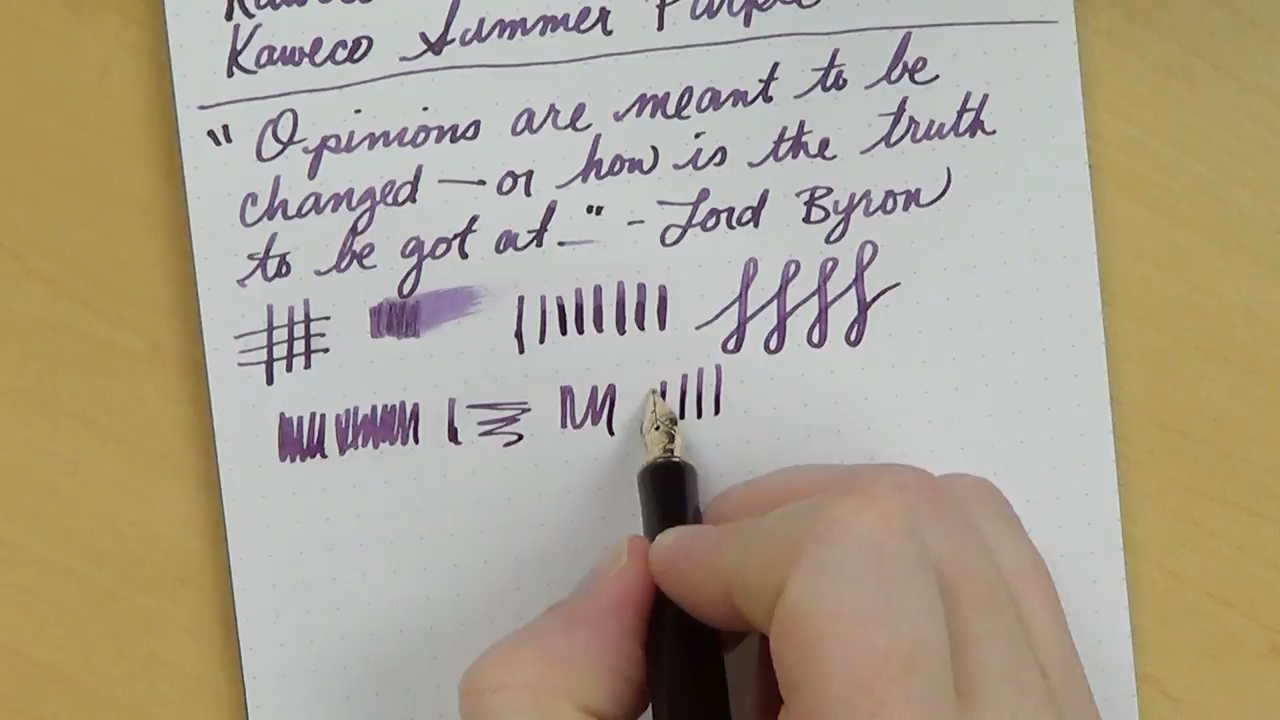 Kaweco
Kaweco Summer Purple
"Opinions are meant to be
changed — or how is the truth
to be got at..." - Lord Byron